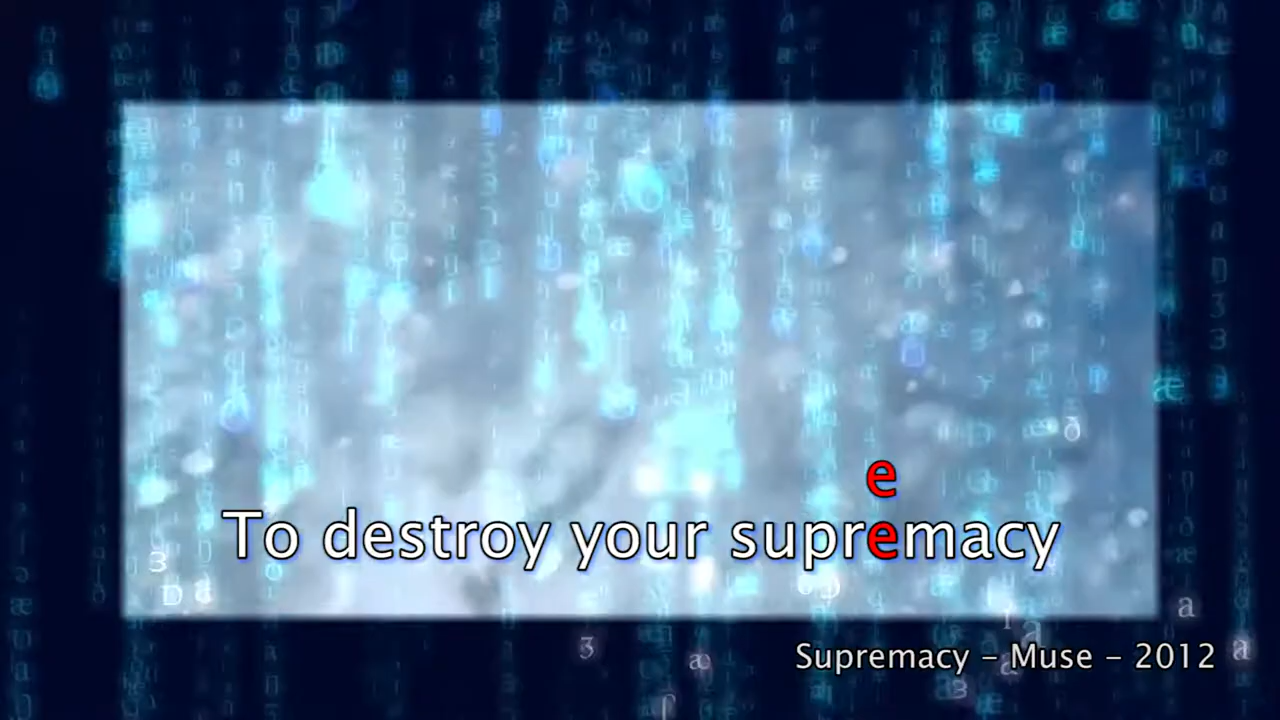 e
To destroy your supremacy
Supremacy – Muse – 2012